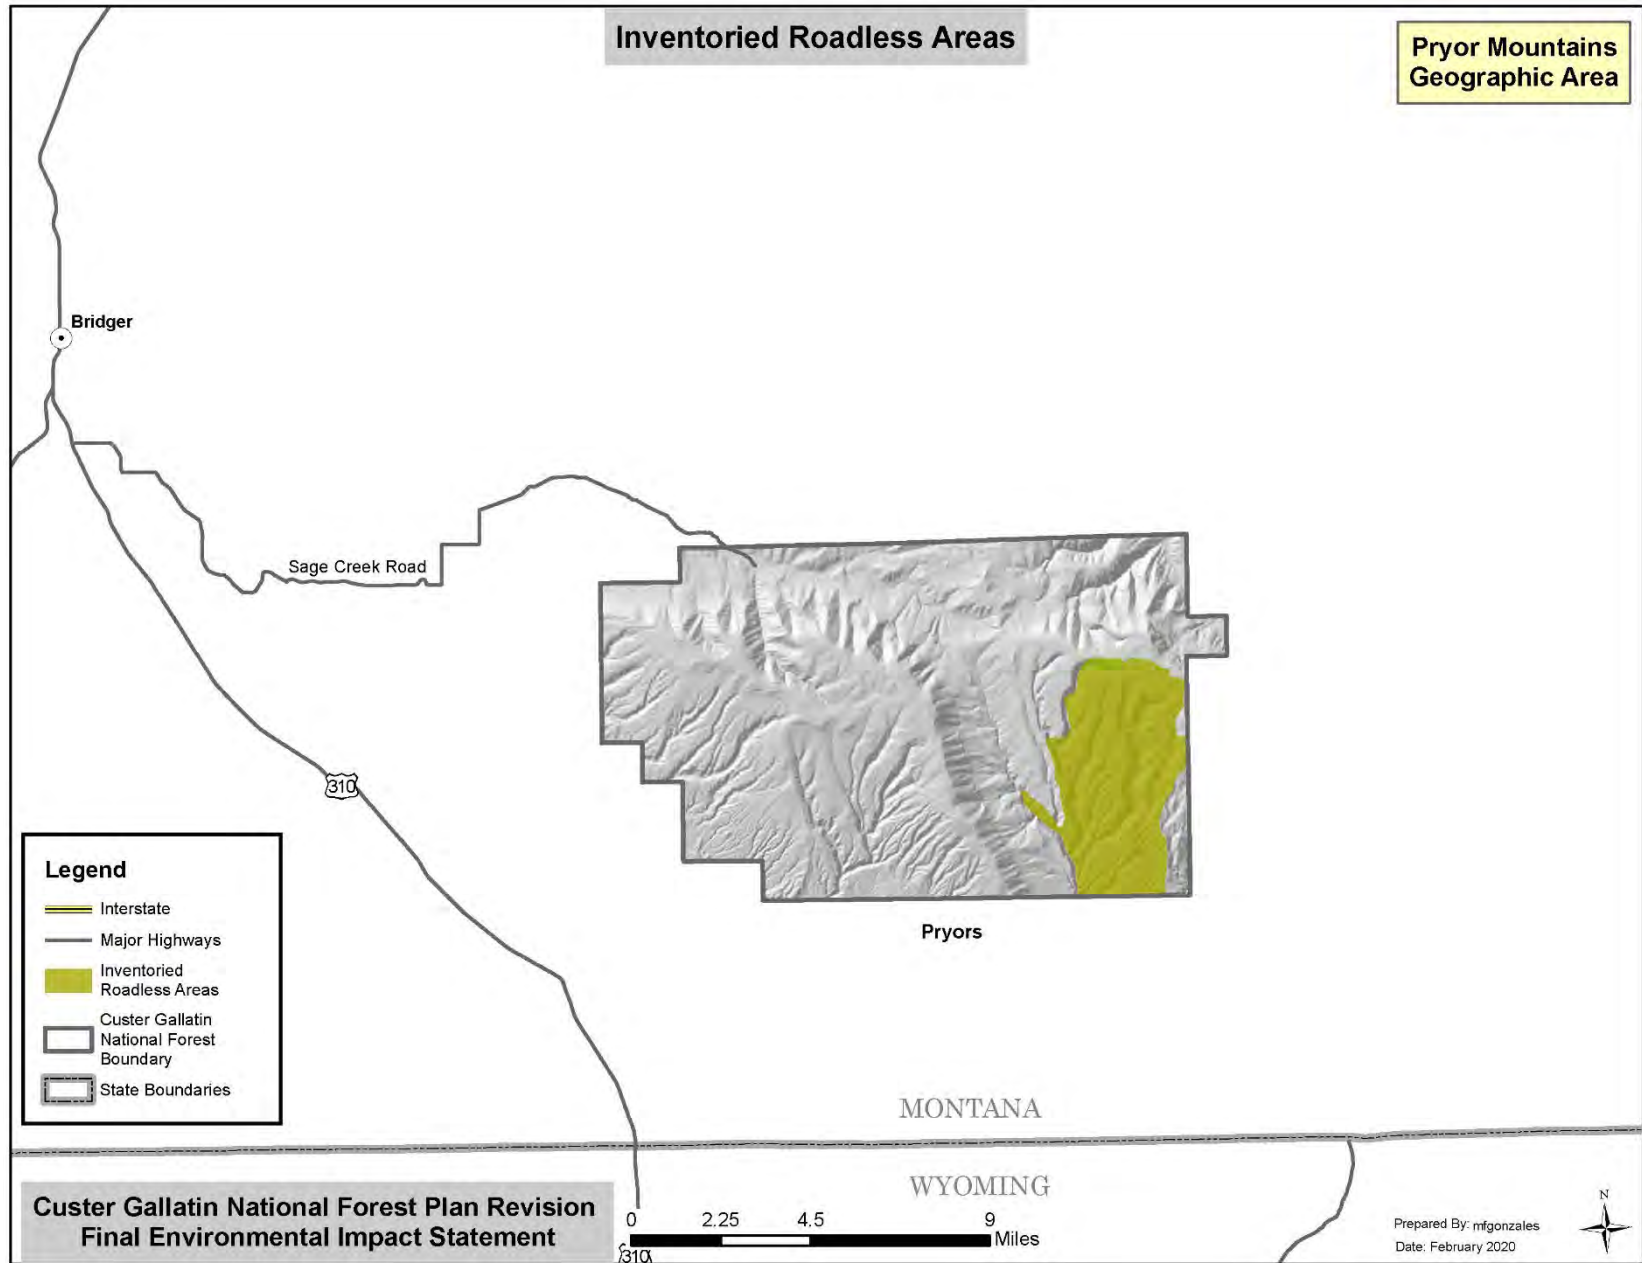 Inventoried Roadless Areas
Pryor Mountains
Geographic Area
Bridger
Sage Creek Road
310
Pryors
Legend
Interstate
Major Highways
Inventoried
Roadless Areas
Custer Gallatin
National Forest
Boundary
State Boundaries
MONTANA
WYOMING
Custer Gallatin National Forest Plan Revision
Final Environmental Impact Statement
0 2.25 4.5 9
Miles
310
N
Prepared By: mfgonzales
Date: February 2020